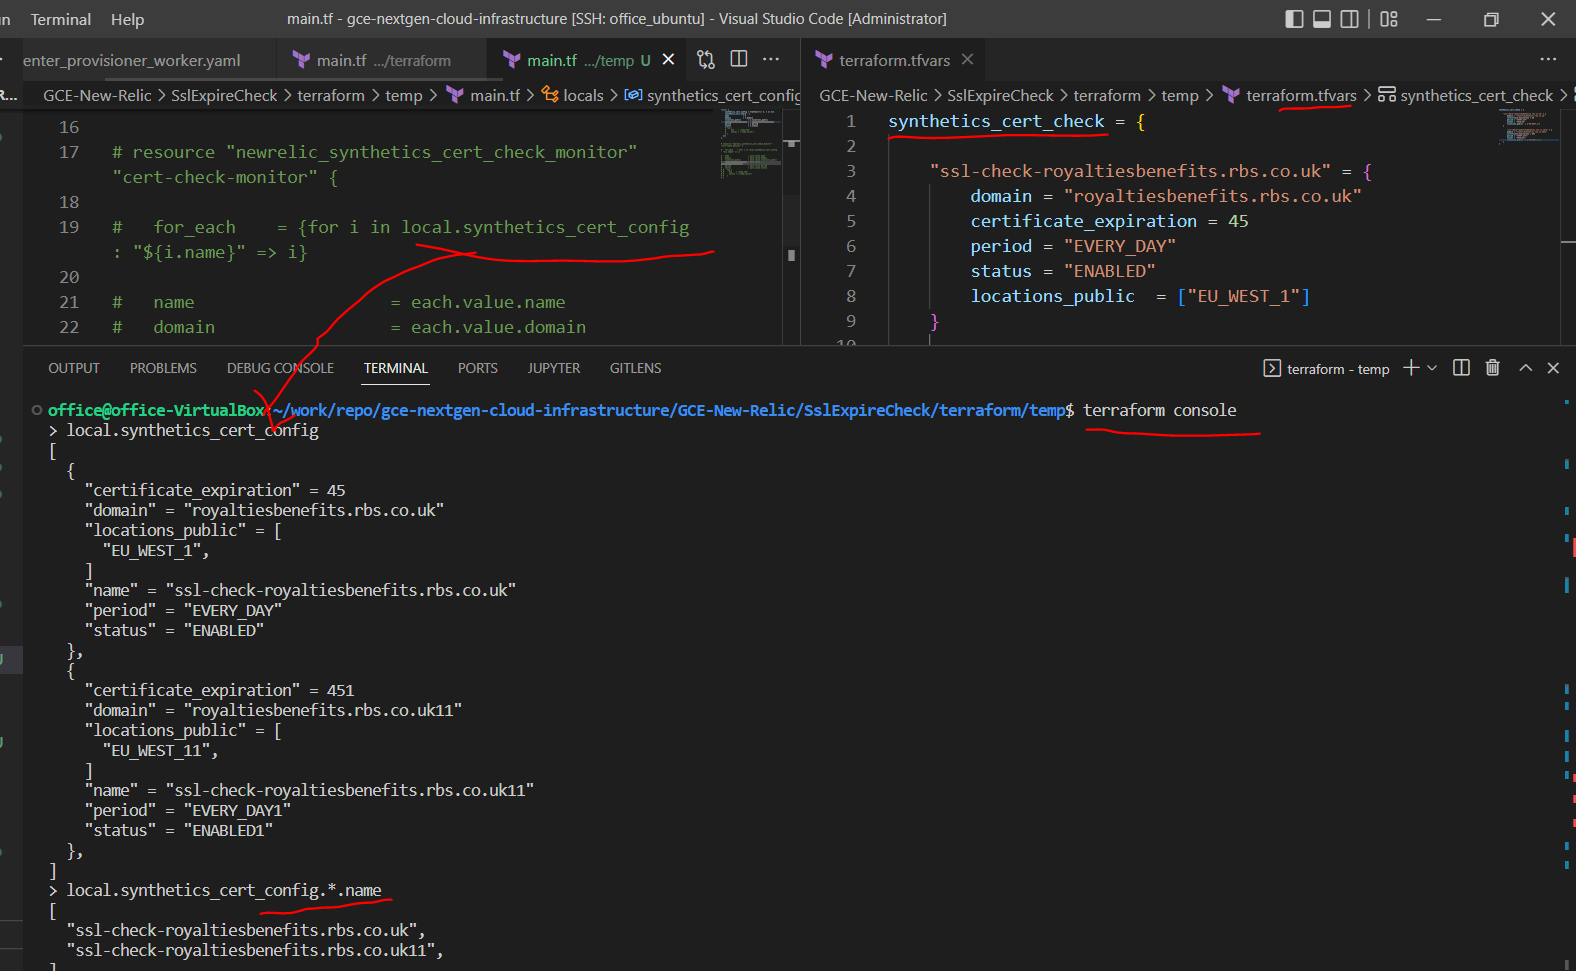 Terminal Help main.tf - gce-nextgen-cloud-infrastructure [SSH: office_ubuntu] - Visual Studio Code [Administrator]
enter_provisioner_worker.yaml main.tf .../terraform main.tf .../temp U terraform.tfvars
GCE-New-Relic > SslExpireCheck > terraform > temp > main.tf > locals > synthetics_cert_config
GCE-New-Relic > SslExpireCheck > terraform > temp > terraform.tfvars > synthetics_cert_check >
16
17 # resource "newrelic_synthetics_cert_check_monitor"
"cert-check-monitor" {
18
19 #   for_each    = {for i in local.synthetics_cert_config
: "${i.name}" => i}
20
21 #   name                   = each.value.name
22 #   domain                 = each.value.domain
1 synthetics_cert_check = {
2
3 "ssl-check-royaltiesbenefits.rbs.co.uk" = {
4 domain = "royaltiesbenefits.rbs.co.uk"
5 certificate_expiration = 45
6 period = "EVERY_DAY"
7 status = "ENABLED"
8 locations_public  = ["EU_WEST_1"]
9 }
10
OUTPUT PROBLEMS DEBUG CONSOLE TERMINAL PORTS JUPYTER GITLENS terraform - temp
office@office-VirtualBox:~/work/repo/gce-nextgen-cloud-infrastructure/GCE-New-Relic/SslExpireCheck/terraform/temp$ terraform console
> local.synthetics_cert_config
[
  {
    "certificate_expiration" = 45
    "domain" = "royaltiesbenefits.rbs.co.uk"
    "locations_public" = [
      "EU_WEST_1",
    ]
    "name" = "ssl-check-royaltiesbenefits.rbs.co.uk"
    "period" = "EVERY_DAY"
    "status" = "ENABLED"
  },
  {
    "certificate_expiration" = 451
    "domain" = "royaltiesbenefits.rbs.co.uk11"
    "locations_public" = [
      "EU_WEST_11",
    ]
    "name" = "ssl-check-royaltiesbenefits.rbs.co.uk11"
    "period" = "EVERY_DAY1"
    "status" = "ENABLED1"
  },
]
> local.synthetics_cert_config.*.name
[
  "ssl-check-royaltiesbenefits.rbs.co.uk",
  "ssl-check-royaltiesbenefits.rbs.co.uk11",
]